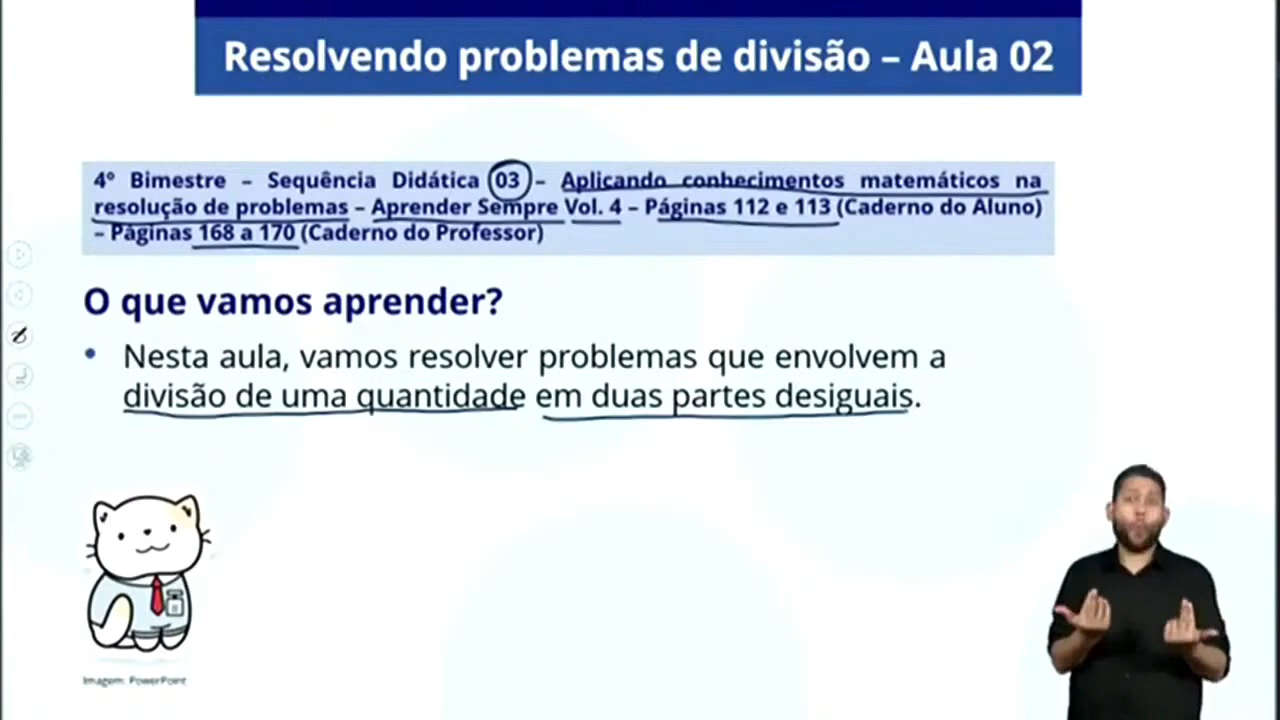 Resolvendo problemas de divisão – Aula 02
4º Bimestre – Sequência Didática 03 – Aplicando conhecimentos matemáticos na
resolução de problemas – Aprender Sempre Vol. 4 – Páginas 112 e 113 (Caderno do Aluno)
– Páginas 168 a 170 (Caderno do Professor)
O que vamos aprender?
• Nesta aula, vamos resolver problemas que envolvem a
divisão de uma quantidade em duas partes desiguais.
Imagem: PowerPoint